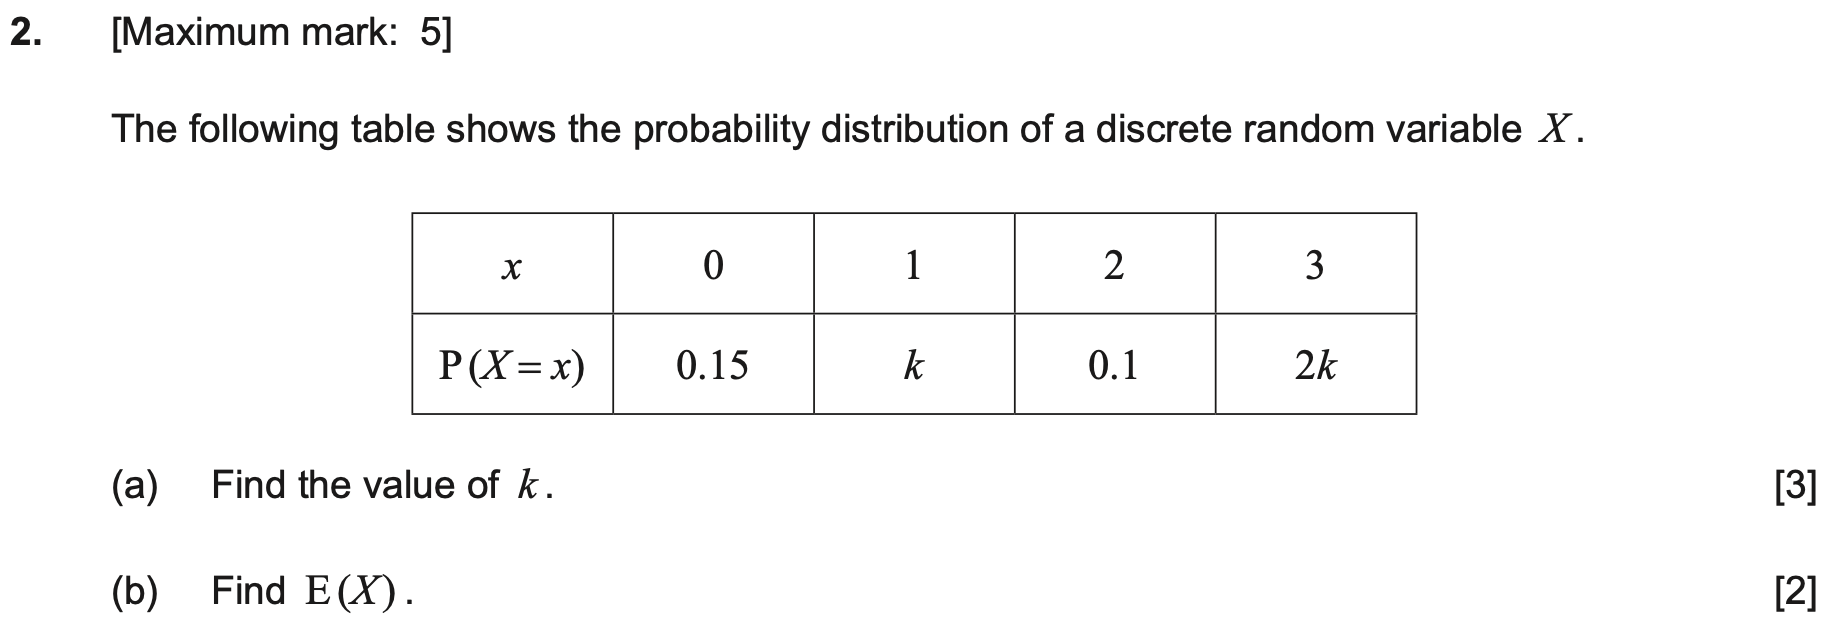 2. [Maximum mark: 5]
The following table shows the probability distribution of a discrete random variable X.
x 0 1 2 3
P(X=x) 0.15 k 0.1 2k
(a) Find the value of k. [3]
(b) Find E(X). [2]